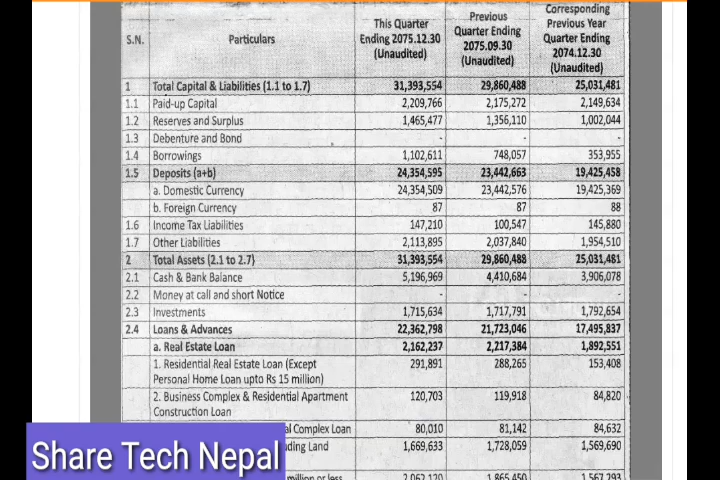 S.N. Particulars This Quarter Ending 2075.12.30 (Unaudited) Previous Quarter Ending 2075.09.30 (Unaudited) Corresponding Previous Year Quarter Ending 2074.12.30 (Unaudited)
1 Total Capital & Liabilities (1.1 to 1.7) 31,393,554 29,860,488 25,031,481
1.1 Paid-up Capital 2,209,766 2,175,272 2,149,634
1.2 Reserves and Surplus 1,465,477 1,356,110 1,002,044
1.3 Debenture and Bond - - -
1.4 Borrowings 1,102,611 748,057 353,955
1.5 Deposits (a+b) 24,354,595 23,442,663 19,425,458
a. Domestic Currency 24,354,509 23,442,576 19,425,369
b. Foreign Currency 87 87 88
1.6 Income Tax Liabilities 147,210 100,547 145,880
1.7 Other Liabilities 2,113,895 2,037,840 1,954,510
2 Total Assets (2.1 to 2.7) 31,393,554 29,860,488 25,031,481
2.1 Cash & Bank Balance 5,196,969 4,410,684 3,906,078
2.2 Money at call and short Notice - - -
2.3 Investments 1,715,634 1,717,791 1,792,654
2.4 Loans & Advances 22,362,798 21,723,046 17,495,837
a. Real Estate Loan 2,162,237 2,217,384 1,892,551
1. Residential Real Estate Loan (Except Personal Home Loan upto Rs 15 million) 291,891 288,265 153,408
2. Business Complex & Residential Apartment Construction Loan 120,703 119,918 84,820
al Complex Loan 80,010 81,142 84,632
uding Land 1,669,633 1,728,059 1,569,690
million or less 2,062,120 1,865,450 1,567,293
Share Tech Nepal